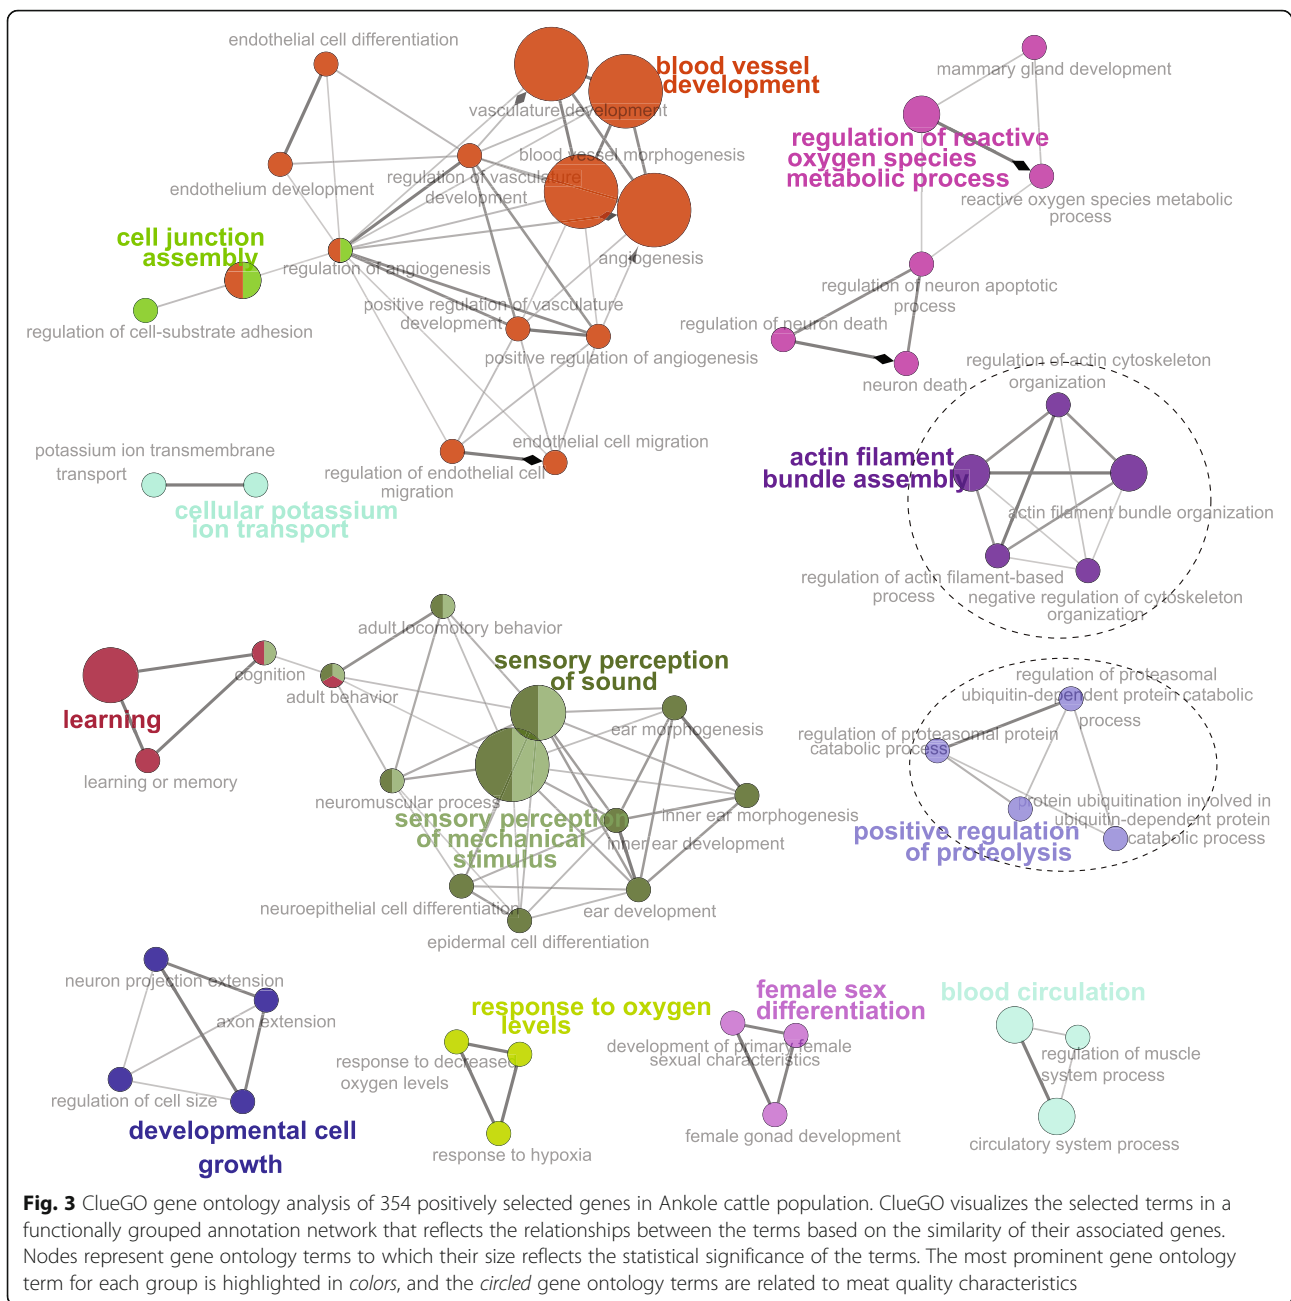 endothelial cell differentiation
blood vessel
development
vasculature development
blood vessel morphogenesis
regulation of vasculature
development
endothelium development
cell junction
assembly
regulation of angiogenesis
angiogenesis
regulation of cell-substrate adhesion
positive regulation of vasculature
development
positive regulation of angiogenesis
endothelial cell migration
regulation of endothelial cell
migration
mammary gland development
regulation of reactive
oxygen species
metabolic process
reactive oxygen species metabolic
process
regulation of neuron apoptotic
process
regulation of neuron death
neuron death
potassium ion transmembrane
transport
cellular potassium
ion transport
regulation of actin cytoskeleton
organization
actin filament
bundle assembly
actin filament bundle organization
regulation of actin filament-based
process
negative regulation of cytoskeleton
organization
adult locomotory behavior
cognition
adult behavior
learning
learning or memory
sensory perception
of sound
ear morphogenesis
neuromuscular process
sensory perception
of mechanical
stimulus
inner ear morphogenesis
inner ear development
neuroepithelial cell differentiation
ear development
epidermal cell differentiation
regulation of proteasomal
ubiquitin-dependent protein catabolic
process
regulation of proteasomal protein
catabolic process
protein ubiquitination involved in
ubiquitin-dependent protein
catabolic process
positive regulation
of proteolysis
neuron projection extension
axon extension
regulation of cell size
developmental cell
growth
response to oxygen
levels
response to decreased
oxygen levels
response to hypoxia
female sex
differentiation
development of primary female
sexual characteristics
female gonad development
blood circulation
regulation of muscle
system process
circulatory system process
Fig. 3 ClueGO gene ontology analysis of 354 positively selected genes in Ankole cattle population. ClueGO visualizes the selected terms in a
functionally grouped annotation network that reflects the relationships between the terms based on the similarity of their associated genes.
Nodes represent gene ontology terms to which their size reflects the statistical significance of the terms. The most prominent gene ontology
term for each group is highlighted in colors, and the circled gene ontology terms are related to meat quality characteristics